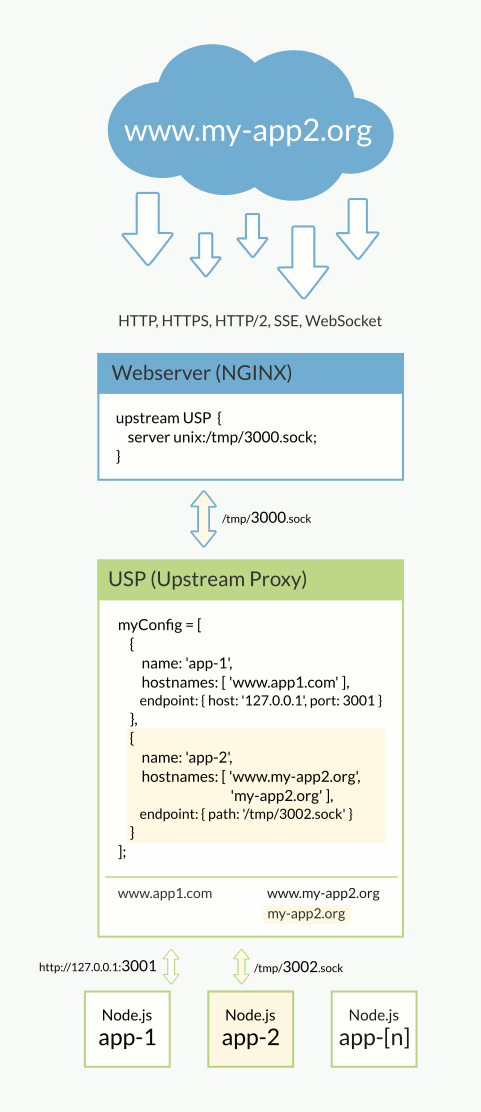 www.my-app2.org
HTTP, HTTPS, HTTP/2, SSE, WebSocket
Webserver (NGINX)
upstream USP {
server unix:/tmp/3000.sock;
}
/tmp/3000.sock
USP (Upstream Proxy)
myConfig = [
{
name: 'app-1',
hostnames: [ 'www.app1.com' ],
endpoint: { host: '127.0.0.1', port: 3001 }
},
{
name: 'app-2',
hostnames: [ 'www.my-app2.org',
'my-app2.org' ],
endpoint: { path: '/tmp/3002.sock' }
}
];
www.app1.com
www.my-app2.org
my-app2.org
http://127.0.0.1:3001
/tmp/3002.sock
Node.js
app-1
Node.js
app-2
Node.js
app-[n]